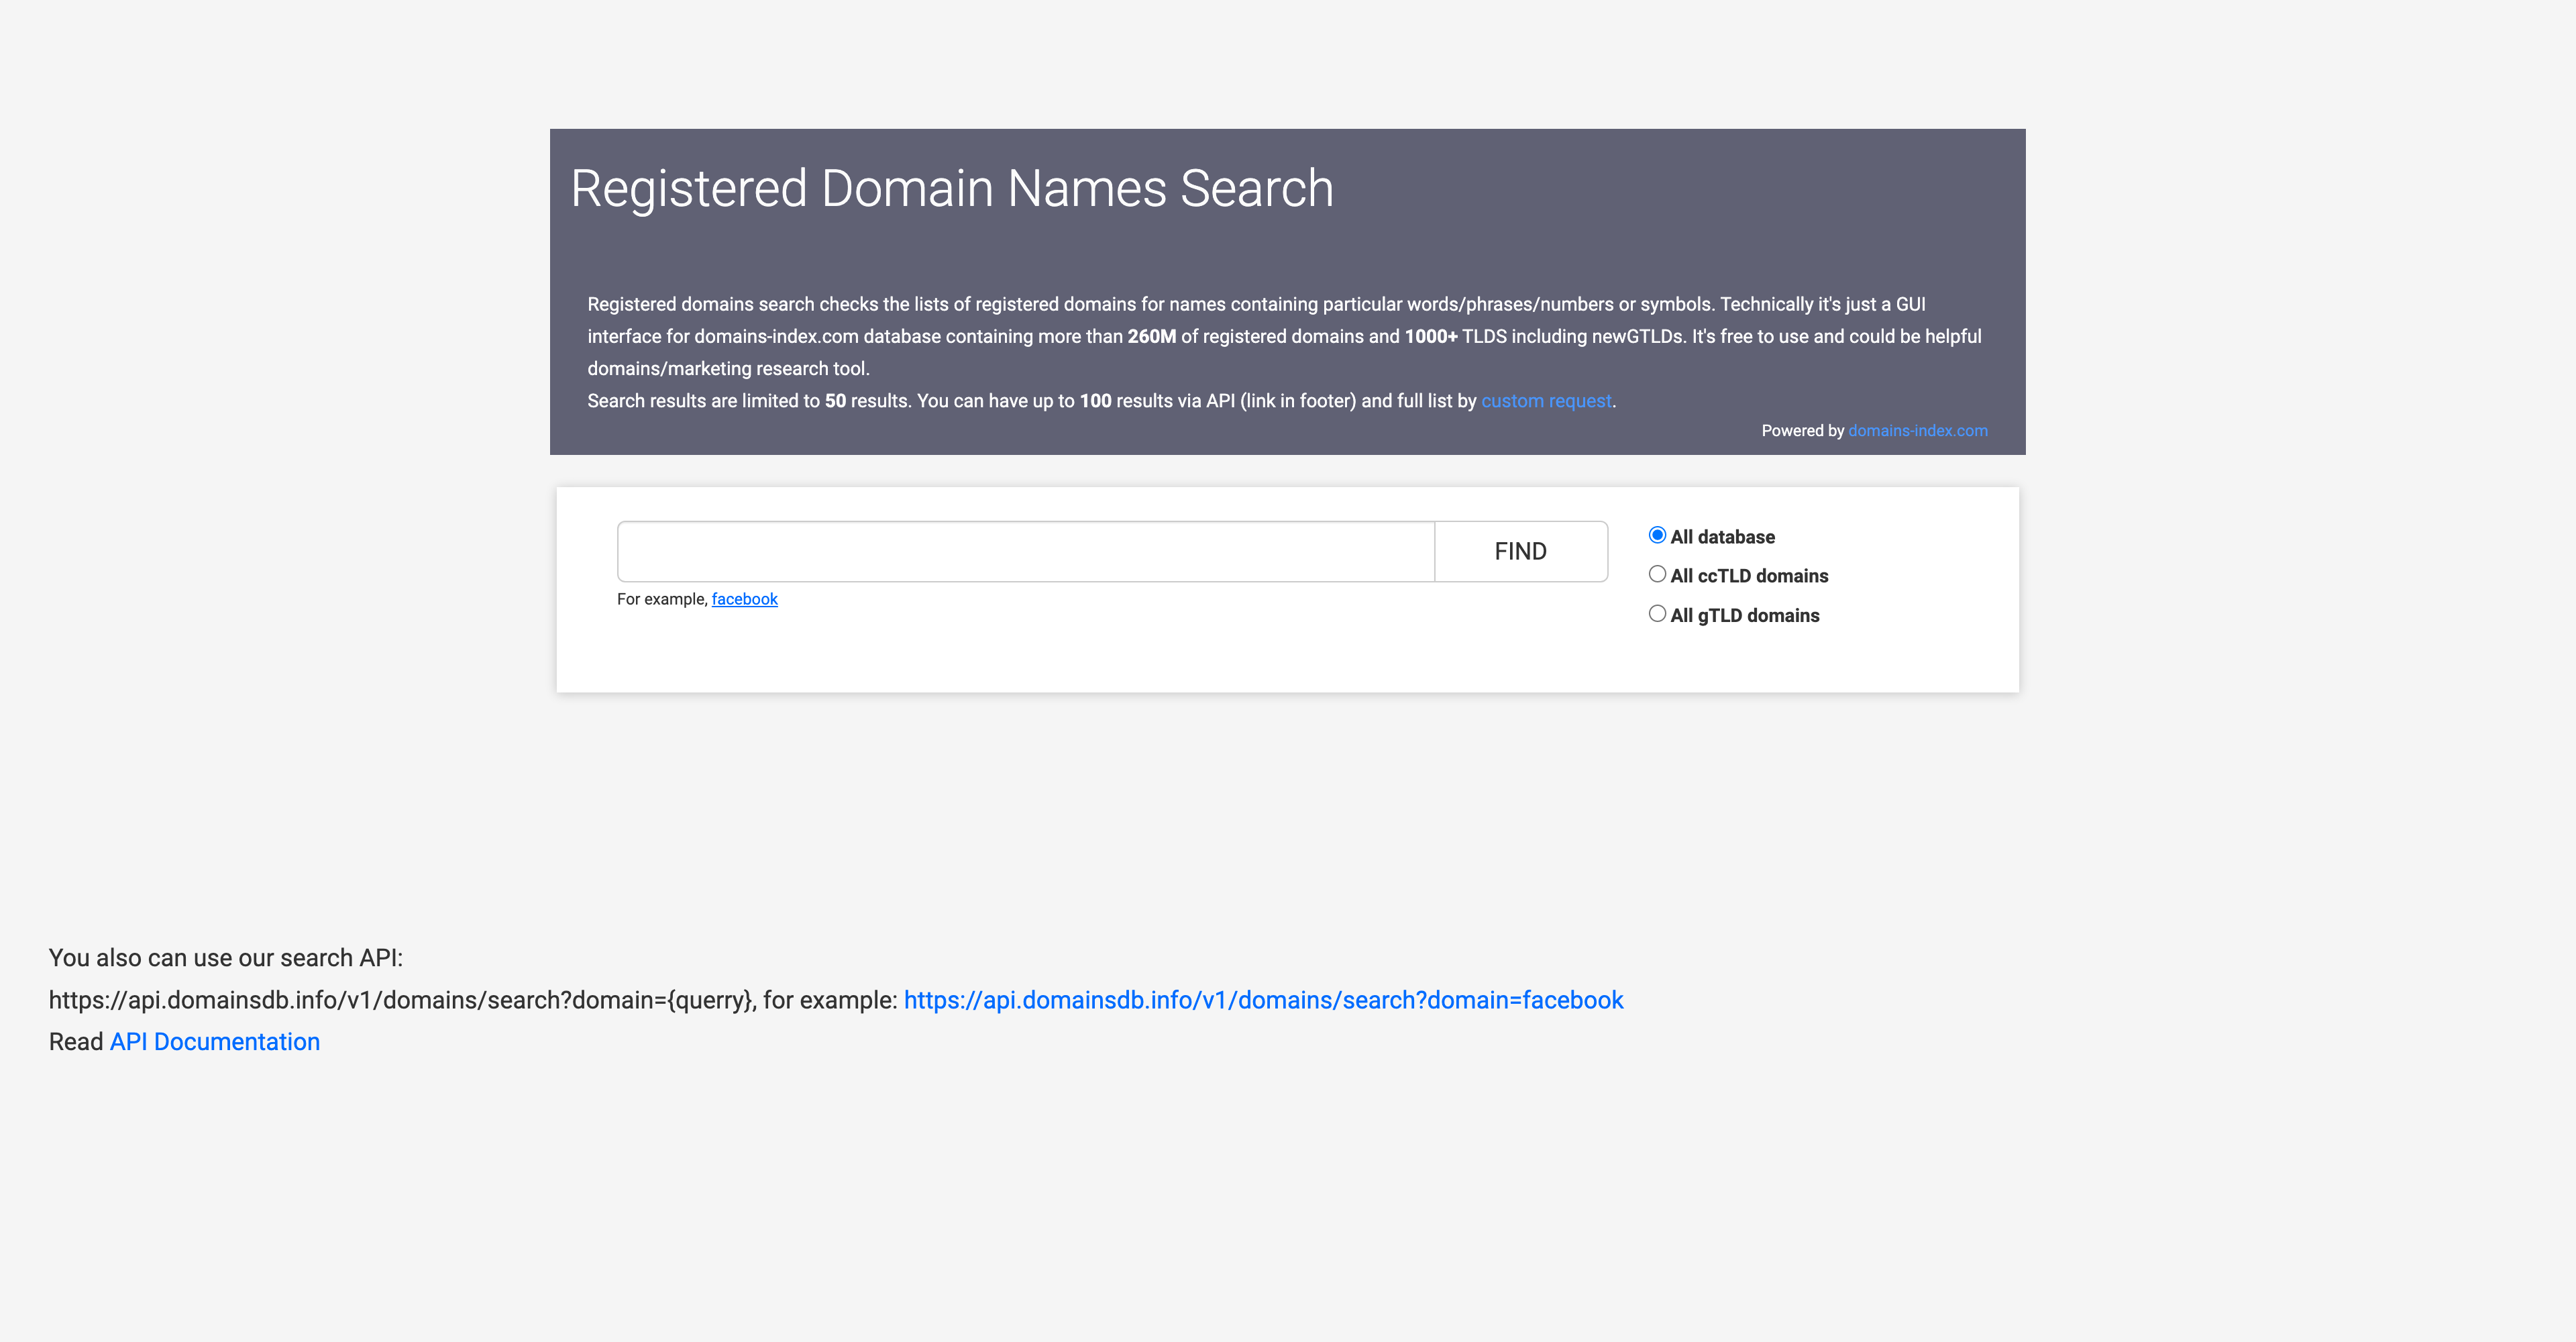 Registered Domain Names Search
Registered domains search checks the lists of registered domains for names containing particular words/phrases/numbers or symbols. Technically it's just a GUI
interface for domains-index.com database containing more than 260M of registered domains and 1000+ TLDS including newGTLDs. It's free to use and could be helpful
domains/marketing research tool.
Search results are limited to 50 results. You can have up to 100 results via API (link in footer) and full list by custom request.
Powered by domains-index.com
FIND
For example, facebook
All database
All ccTLD domains
All gTLD domains
You also can use our search API:
https://api.domainsdb.info/v1/domains/search?domain={querry}, for example: https://api.domainsdb.info/v1/domains/search?domain=facebook
Read API Documentation